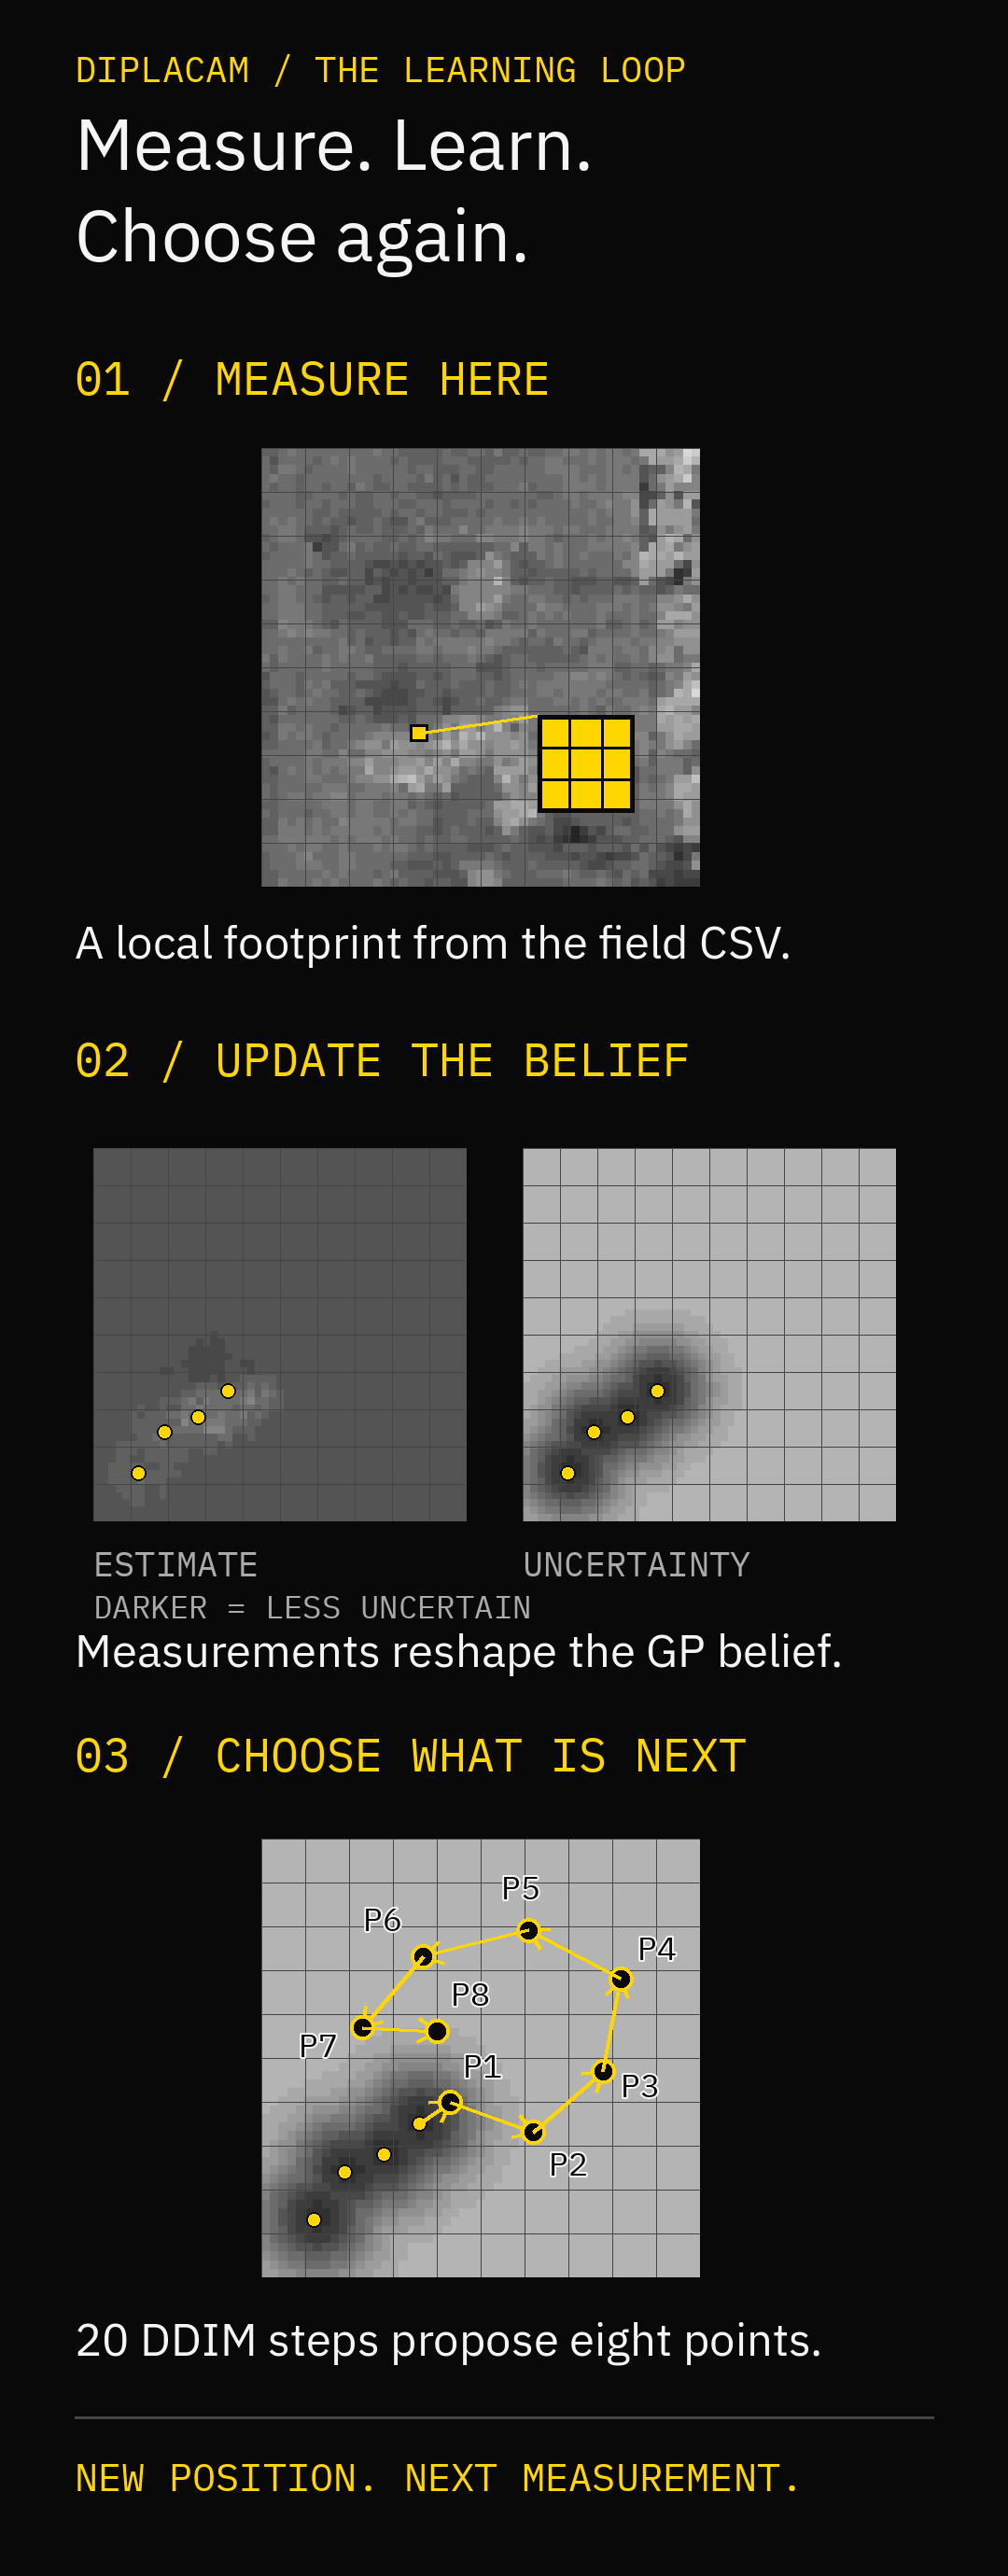 DIPLACAM / THE LEARNING LOOP
Measure. Learn.
Choose again.
01 / MEASURE HERE
A local footprint from the field CSV.
02 / UPDATE THE BELIEF
ESTIMATE
UNCERTAINTY
DARKER = LESS UNCERTAIN
Measurements reshape the GP belief.
03 / CHOOSE WHAT IS NEXT
P5
P6
P4
P8
P7
P1
P3
P2
20 DDIM steps propose eight points.
NEW POSITION. NEXT MEASUREMENT.